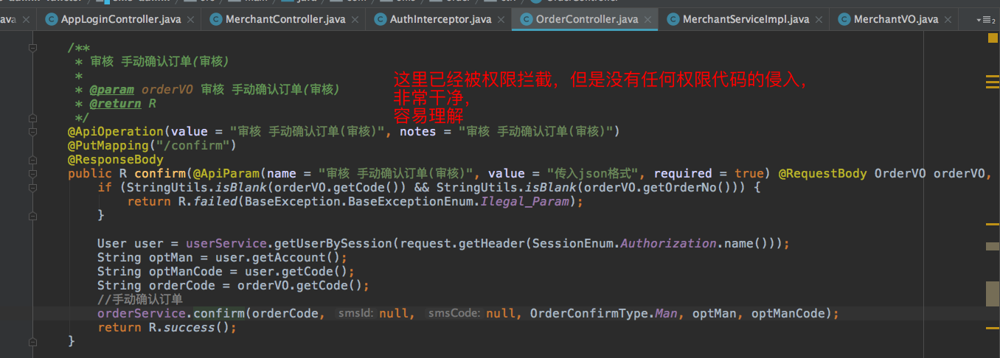 ava AppLoginController.java MerchantController.java AuthInterceptor.java OrderController.java MerchantServiceImpl.java MerchantVO.java 2
/**
* 审核 手动确认订单(审核)
*
* @param orderVO 审核 手动确认订单(审核)
* @return R
*/
这里已经被权限拦截，但是没有任何权限代码的侵入，
非常干净，
容易理解
@ApiOperation(value = "审核 手动确认订单(审核)", notes = "审核 手动确认订单(审核)")
@PutMapping("/confirm")
@ResponseBody
public R confirm(@ApiParam(name = "审核 手动确认订单(审核)", value = "传入json格式", required = true) @RequestBody OrderVO orderVO,
if (StringUtils.isBlank(orderVO.getCode()) && StringUtils.isBlank(orderVO.getOrderNo())) {
return R.failed(BaseException.BaseExceptionEnum.Ilegal_Param);
}
User user = userService.getUserBySession(request.getHeader(SessionEnum.Authorization.name()));
String optMan = user.getAccount();
String optManCode = user.getCode();
String orderCode = orderVO.getCode();
//手动确认订单
orderService.confirm(orderCode, smsId: null, smsCode: null, OrderConfirmType.Man, optMan, optManCode);
return R.success();
}